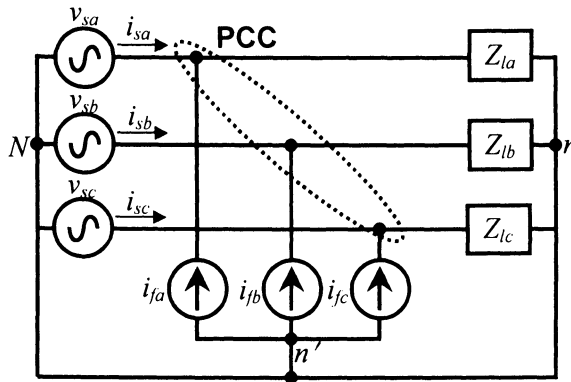 v_sa i_sa PCC Z_la
v_sb i_sb Z_lb
N n
v_sc i_sc Z_lc
i_fa i_fb i_fc
n'